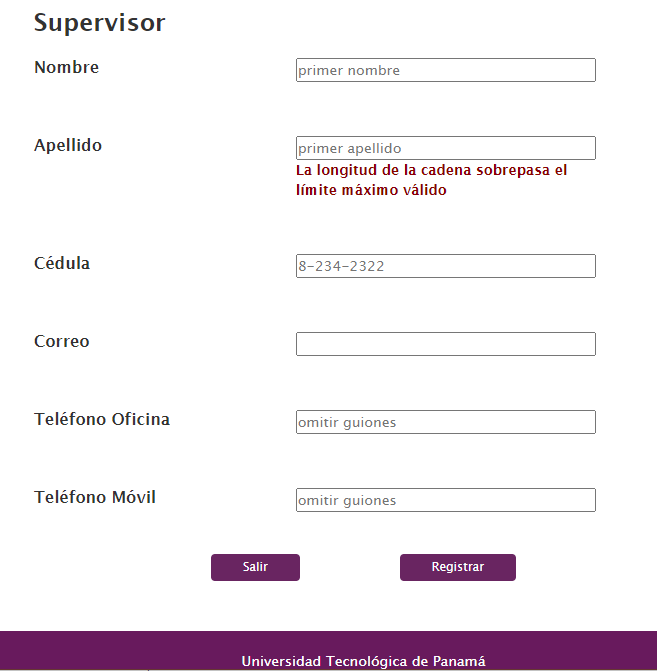 Supervisor
Nombre
primer nombre
Apellido
primer apellido
La longitud de la cadena sobrepasa el
límite máximo válido
Cédula
8-234-2322
Correo
Teléfono Oficina
omitir guiones
Teléfono Móvil
omitir guiones
Salir
Registrar
Universidad Tecnológica de Panamá